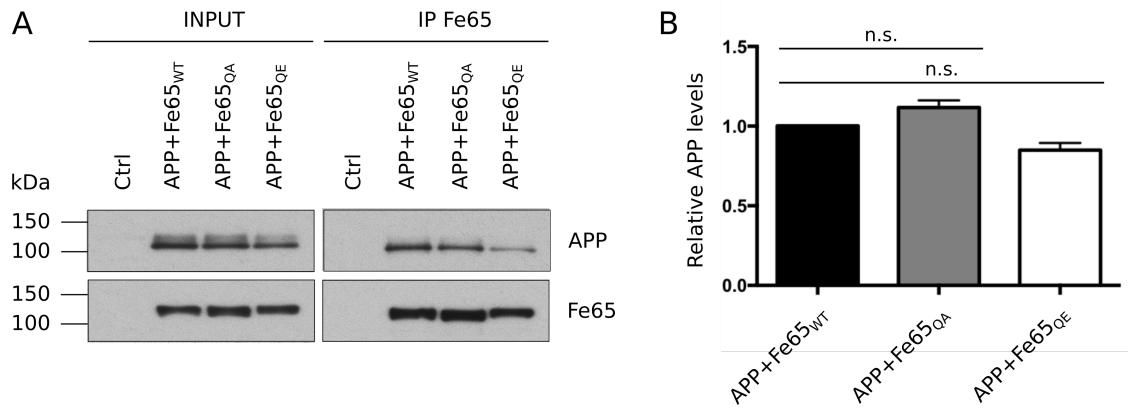 A
INPUT
IP Fe65
Ctrl
APP+Fe65WT
APP+Fe65QA
APP+Fe65QE
Ctrl
APP+Fe65WT
APP+Fe65QA
APP+Fe65QE
kDa
150
100
APP
150
100
Fe65
B
n.s.
n.s.
Relative APP levels
1.5
1.0
0.5
0.0
APP+Fe65WT
APP+Fe65QA
APP+Fe65QE